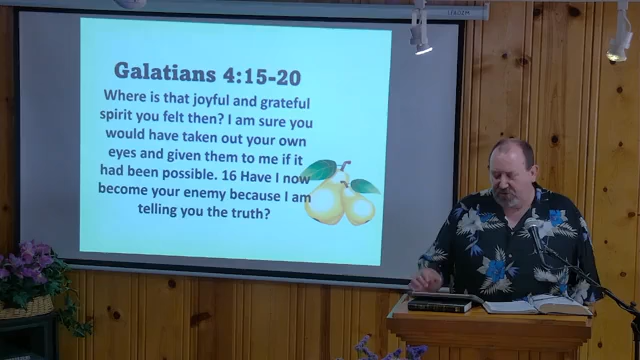 Galatians 4:15-20
Where is that joyful and grateful
spirit you felt then? I am sure you
would have taken out your own
eyes and given them to me if it
had been possible. 16 Have I now
become your enemy because I am
telling you the truth?